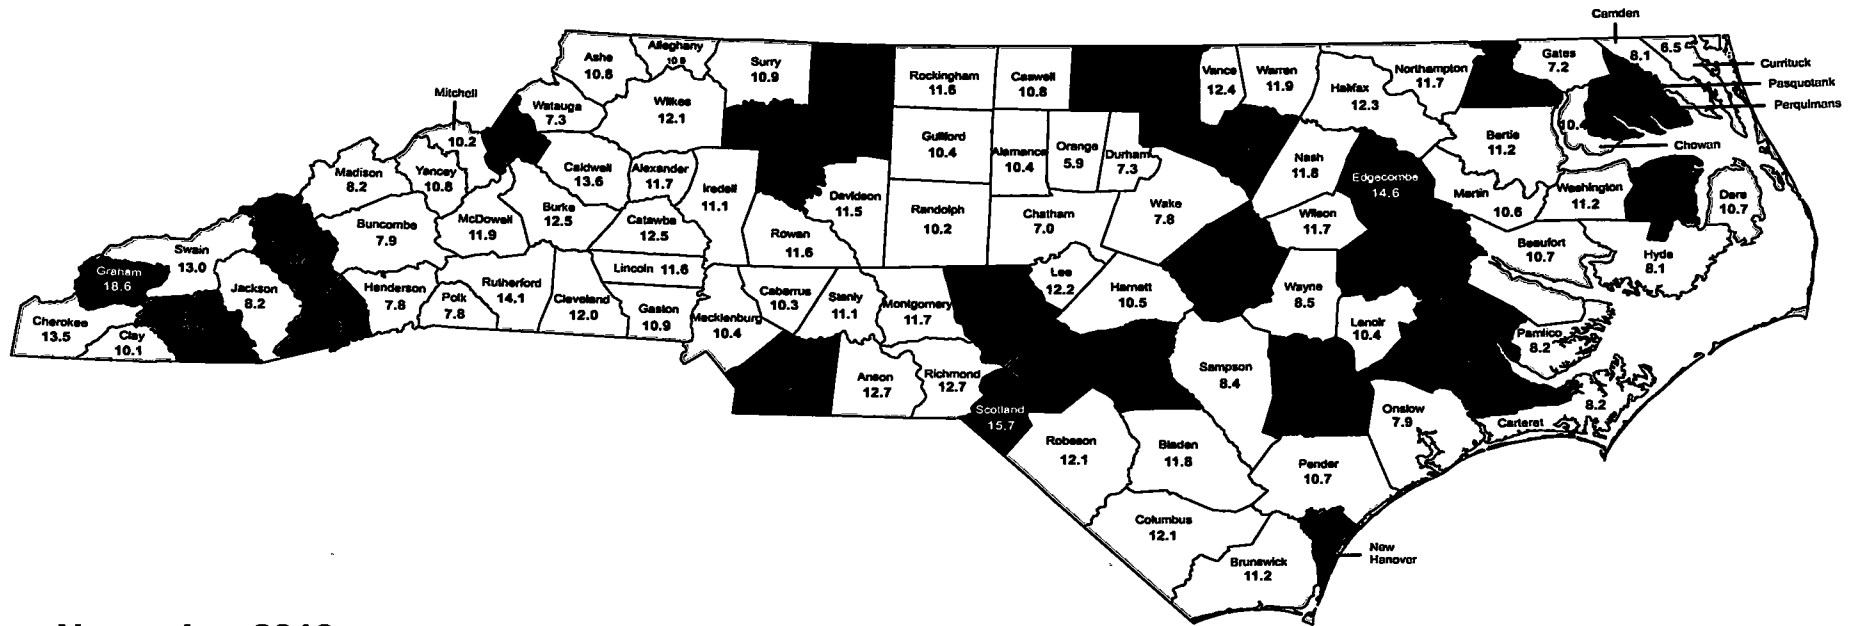 Camden
Ashe
10.8
Alleghany
10.9
Surry
10.9
Rockingham
11.6
Caswell
10.8
Vance
12.4
Warren
11.9
Halifax
12.3
Northampton
11.7
Gates
7.2
8.1
6.5
Currituck
Pasquotank
Perquimans
Mitchell
10.2
Watauga
7.3
Wilkes
12.1
Guilford
10.4
Alamance
10.4
Orange
5.9
Durham
7.3
Nash
11.8
Edgecombe
14.6
Bertie
11.2
10.4
Chowan
Madison
8.2
Yancey
10.8
Caldwell
13.6
Alexander
11.7
Iredell
11.1
Davidson
11.5
Randolph
10.2
Chatham
7.0
Wake
7.8
Wilson
11.7
Martin
10.6
Washington
11.2
Dare
10.7
Buncombe
7.9
McDowell
11.9
Burke
12.5
Catawba
12.5
Rowan
11.6
Beaufort
10.7
Hyde
8.1
Swain
13.0
Graham
18.6
Jackson
8.2
Henderson
7.8
Polk
7.8
Rutherford
14.1
Cleveland
12.0
Lincoln 11.6
Gaston
10.9
Mecklenburg
10.4
Cabarrus
10.3
Stanly
11.1
Montgomery
11.7
Lee
12.2
Harnett
10.5
Wayne
8.5
Lenoir
10.4
Pamlico
8.2
Cherokee
13.5
Clay
10.1
Anson
12.7
Richmond
12.7
Scotland
15.7
Sampson
8.4
Onslow
7.9
Carteret
8.2
Robeson
12.1
Bladen
11.8
Pender
10.7
Columbus
12.1
Brunswick
11.2
New
Hanover